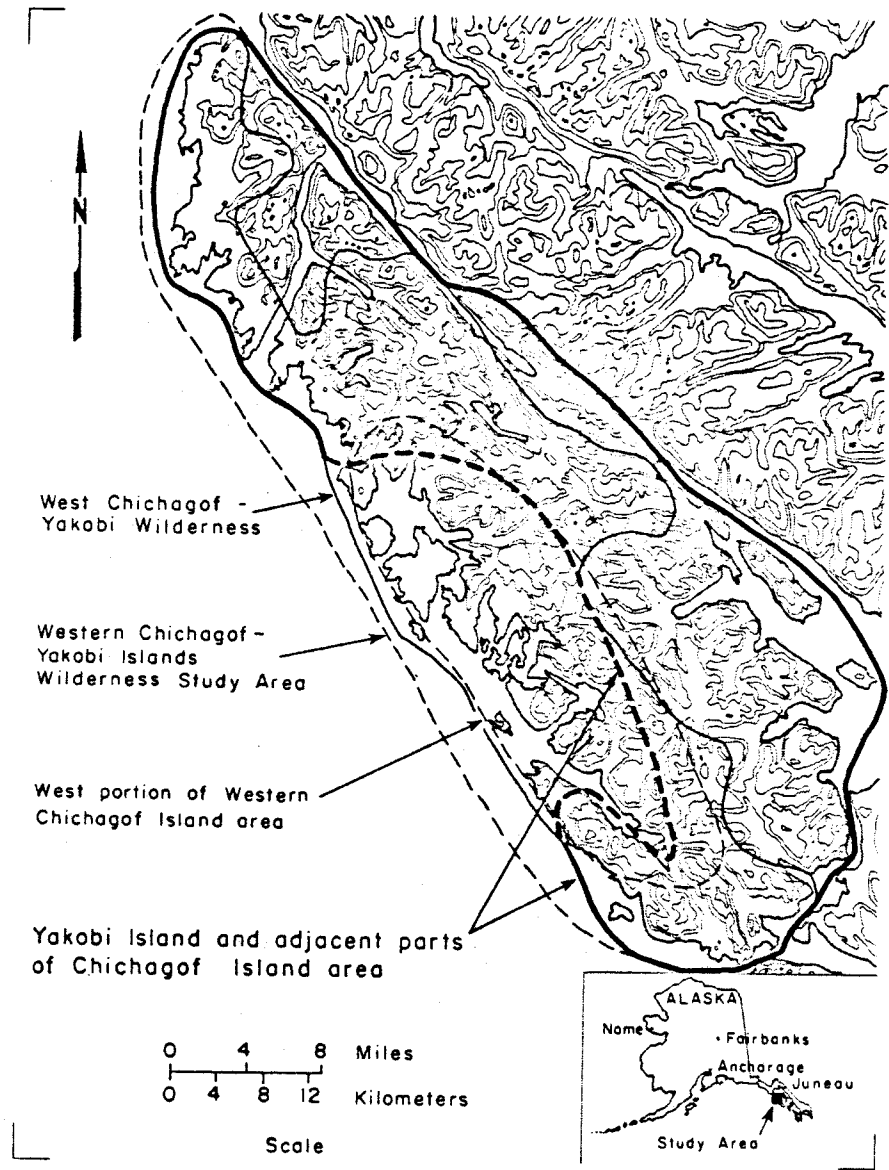 N
West Chichagof -
Yakobi Wilderness
Western Chichagof -
Yakobi Islands
Wilderness Study Area
West portion of Western
Chichagof Island area
Yakobi Island and adjacent parts
of Chichagof Island area
0 4 8 Miles
0 4 8 12 Kilometers
Scale
ALASKA
Nome
Fairbanks
Anchorage
Juneau
Study Area